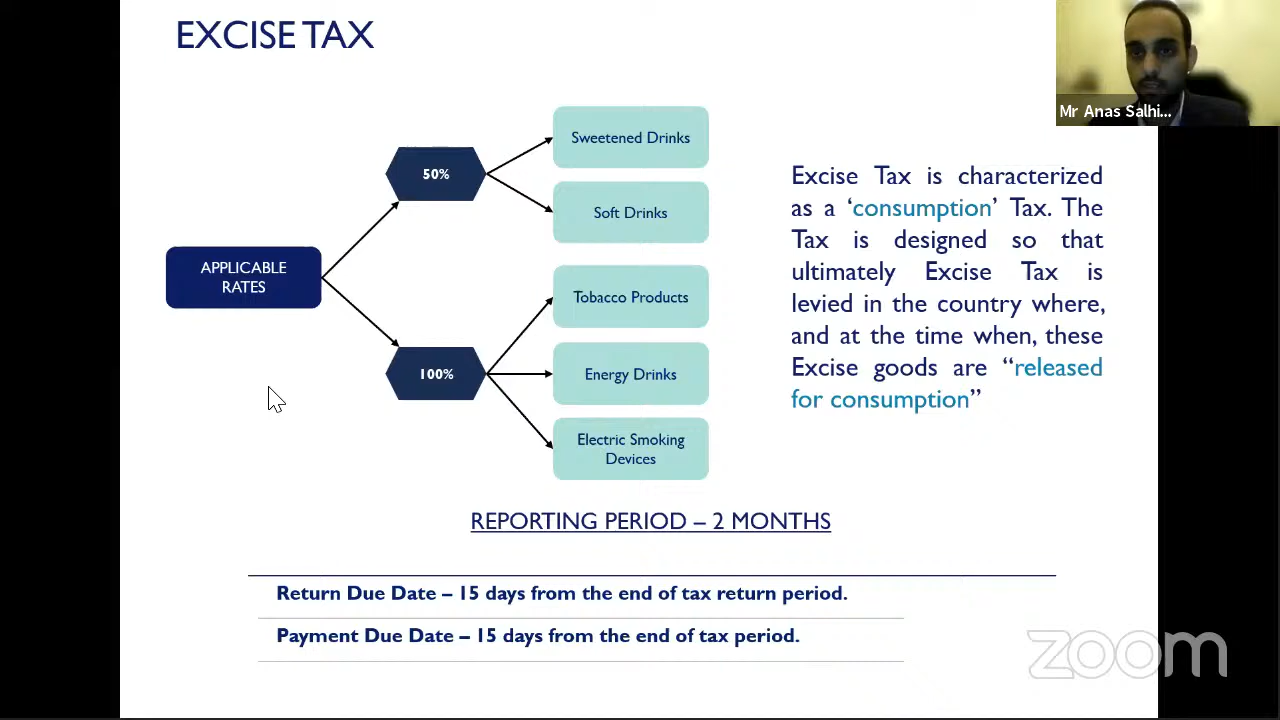 EXCISE TAX
Mr Anas Salhi...
Sweetened Drinks
50%
Soft Drinks
APPLICABLE
RATES
Tobacco Products
100%
Energy Drinks
Electric Smoking
Devices
Excise Tax is characterized
as a ‘consumption’ Tax. The
Tax is designed so that
ultimately Excise Tax is
levied in the country where,
and at the time when, these
Excise goods are “released
for consumption”
REPORTING PERIOD – 2 MONTHS
Return Due Date – 15 days from the end of tax return period.
Payment Due Date – 15 days from the end of tax period.
zoom